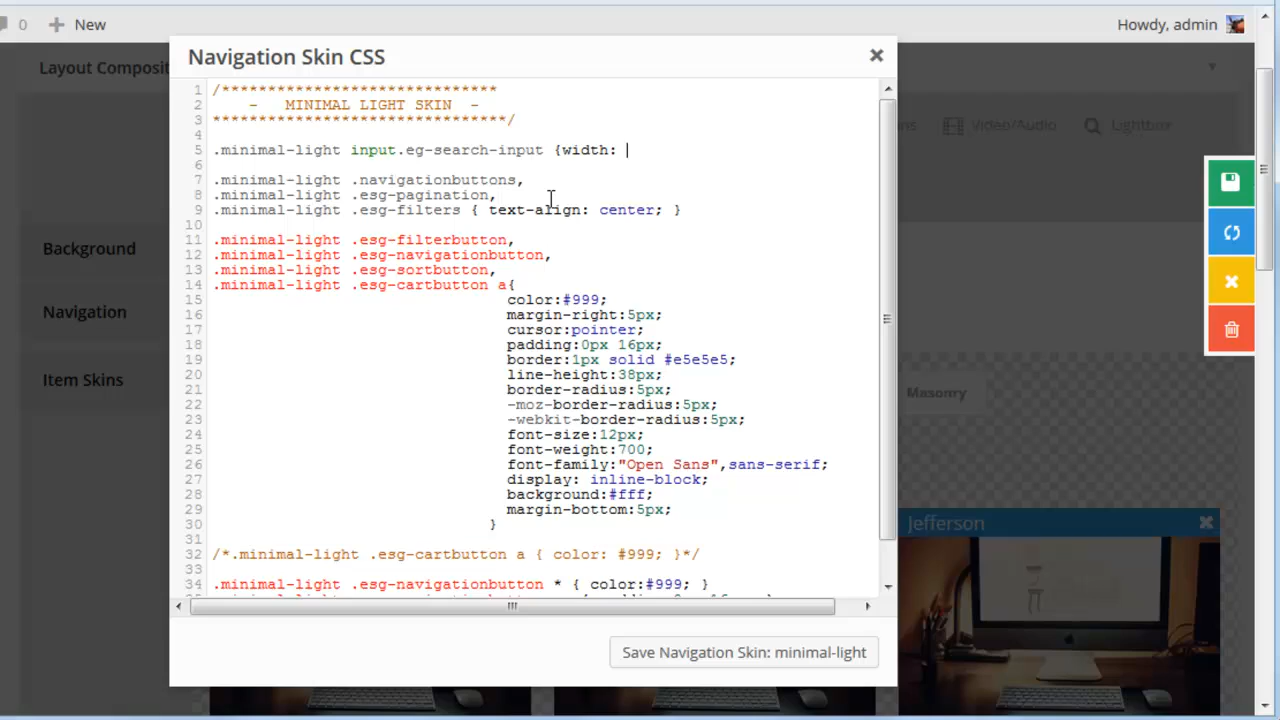 0 + New
Howdy, admin
Layout Composit
Navigation Skin CSS
Video/Audio
Lightbox
Background
Navigation
Item Skins
Masonry
Jefferson
1 /******************************
2     -   MINIMAL LIGHT SKIN  -
3 ********************************/
4
5 .minimal-light input.eg-search-input {width: 
6
7 .minimal-light .navigationbuttons,
8 .minimal-light .esg-pagination,
9 .minimal-light .esg-filters { text-align: center; }
10
11 .minimal-light .esg-filterbutton,
12 .minimal-light .esg-navigationbutton,
13 .minimal-light .esg-sortbutton,
14 .minimal-light .esg-cartbutton a{
15 color:#999;
16 margin-right:5px;
17 cursor:pointer;
18 padding:0px 16px;
19 border:1px solid #e5e5e5;
20 line-height:38px;
21 border-radius:5px;
22 -moz-border-radius:5px;
23 -webkit-border-radius:5px;
24 font-size:12px;
25 font-weight:700;
26 font-family:"Open Sans",sans-serif;
27 display: inline-block;
28 background:#fff;
29 margin-bottom:5px;
30 }
31
32 /*.minimal-light .esg-cartbutton a { color: #999; }*/
33
34 .minimal-light .esg-navigationbutton * { color:#999; }
Save Navigation Skin: minimal-light